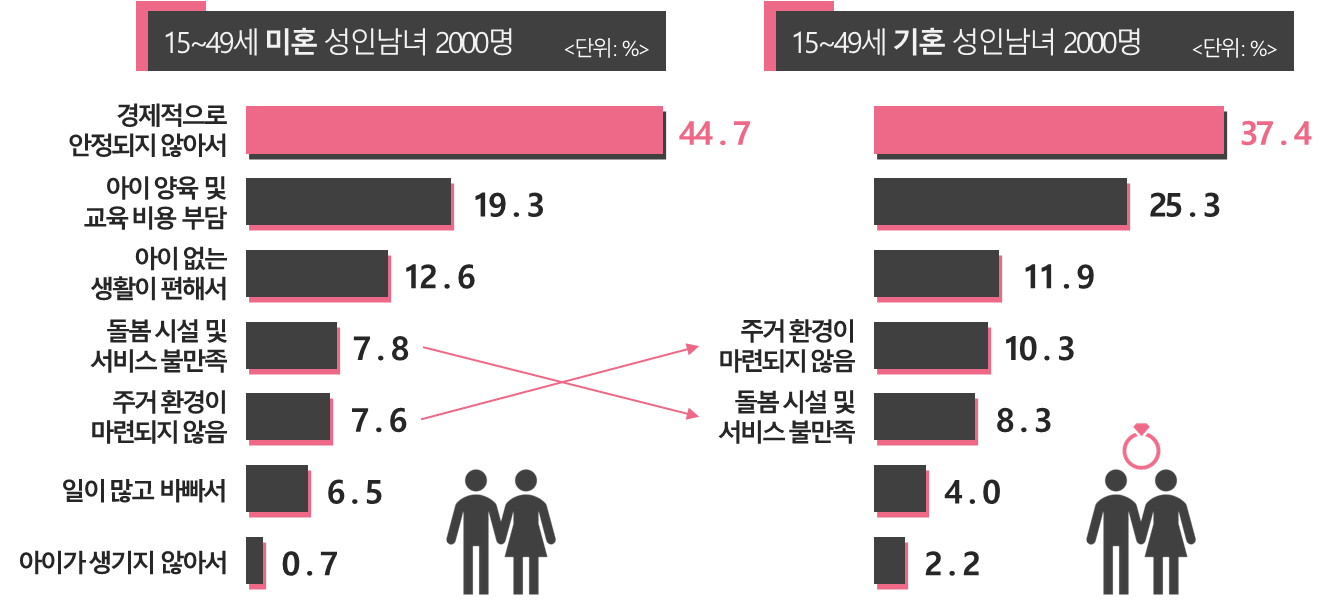 15~49세 미혼 성인남녀 2000명 <단위: %>
경제적으로
안정되지 않아서
44.7
아이 양육 및
교육 비용 부담
19.3
아이 없는
생활이 편해서
12.6
돌봄 시설 및
서비스 불만족
7.8
주거 환경이
마련되지 않음
7.6
일이 많고 바빠서
6.5
아이가 생기지 않아서
0.7
15~49세 기혼 성인남녀 2000명 <단위: %>
37.4
25.3
11.9
주거 환경이
마련되지 않음
10.3
돌봄 시설 및
서비스 불만족
8.3
4.0
2.2